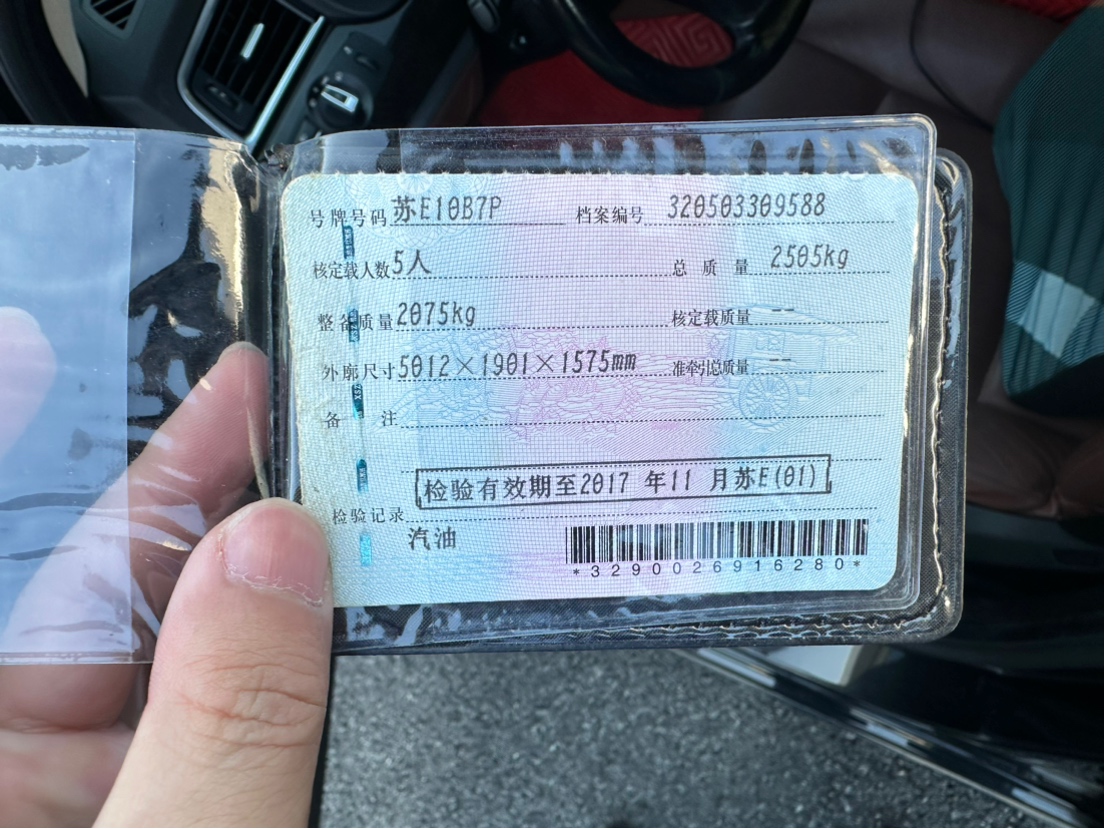 号牌号码 苏E10B7P 档案编号 320503309588
核定载人数 5人 总质量 2505kg
整备质量 2075kg 核定载质量 --
外廓尺寸 5012×1901×1575mm 准牵引总质量 --
备注
检验有效期至2017 年11 月苏E(01)
检验记录
汽油
*3290026916280*